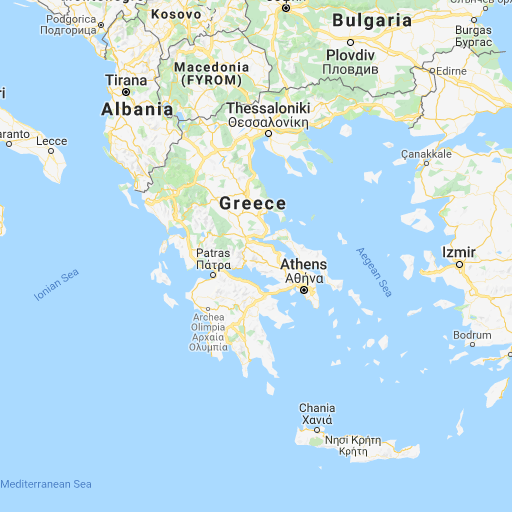 Kosovo
Podgorica
Подгорица
Bulgaria
Burgas
Бургас
Plovdiv
Пловдив
Macedonia
(FYROM)
Edirne
Tirana
Albania
Thessaloniki
Θεσσαλονίκη
Lecce
Çanakkale
Greece
Patras
Πάτρα
Athens
Αθήνα
Aegean Sea
Izmir
Ionian Sea
Archea
Olimpia
Αρχαία
Ολυμπία
Bodrum
Chania
Χανιά
Νησί Κρήτη
Κρήτη
Mediterranean Sea